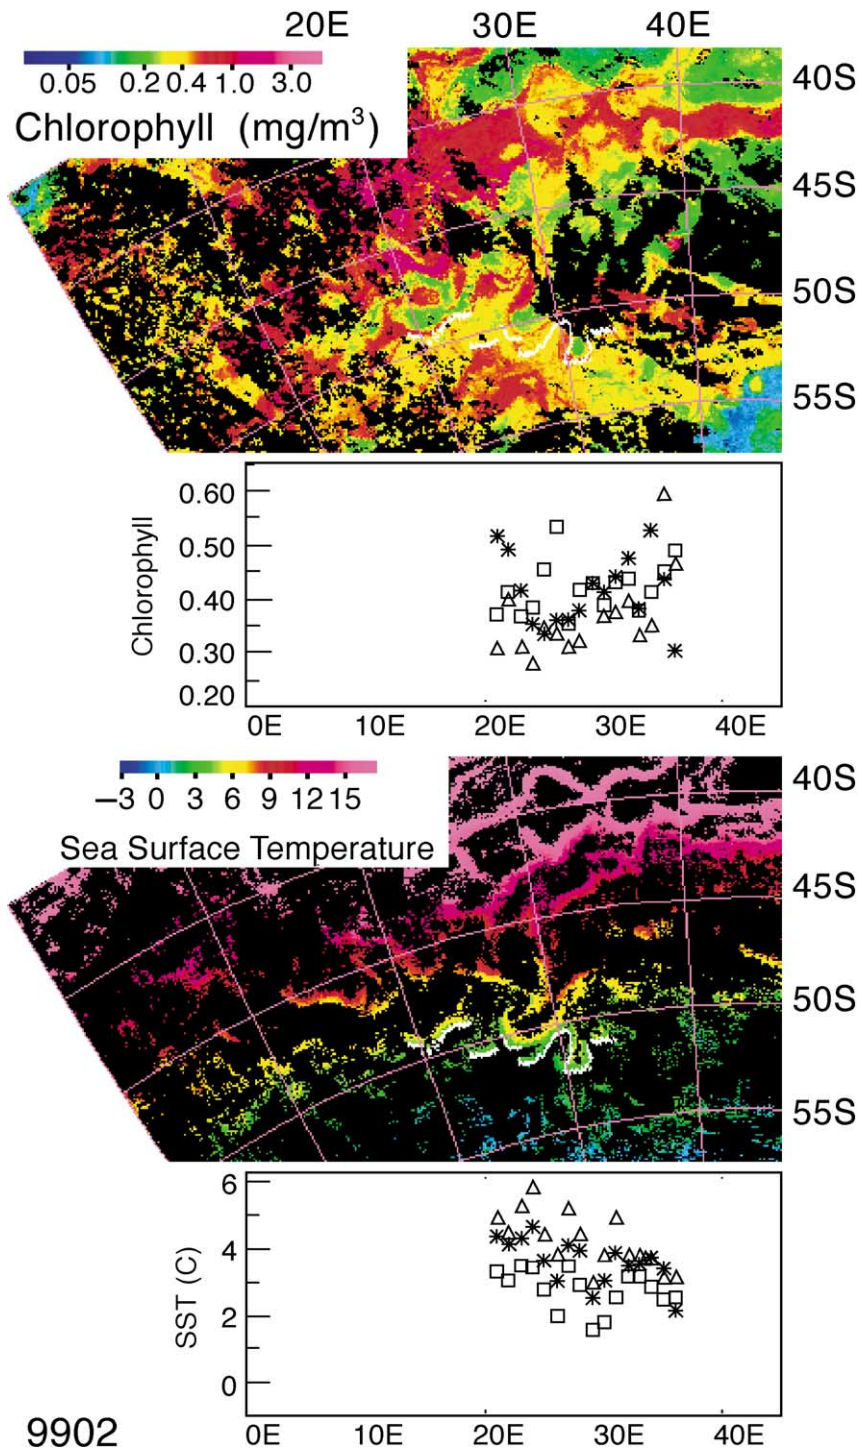 20E 30E 40E
0.05 0.2 0.4 1.0 3.0
Chlorophyll (mg/m³)
40S
45S
50S
55S
Chlorophyll
0.60
0.50
0.40
0.30
0.20
0E 10E 20E 30E 40E
−3 0 3 6 9 12 15
Sea Surface Temperature
40S
45S
50S
55S
SST (C)
6
4
2
0
0E 10E 20E 30E 40E
9902